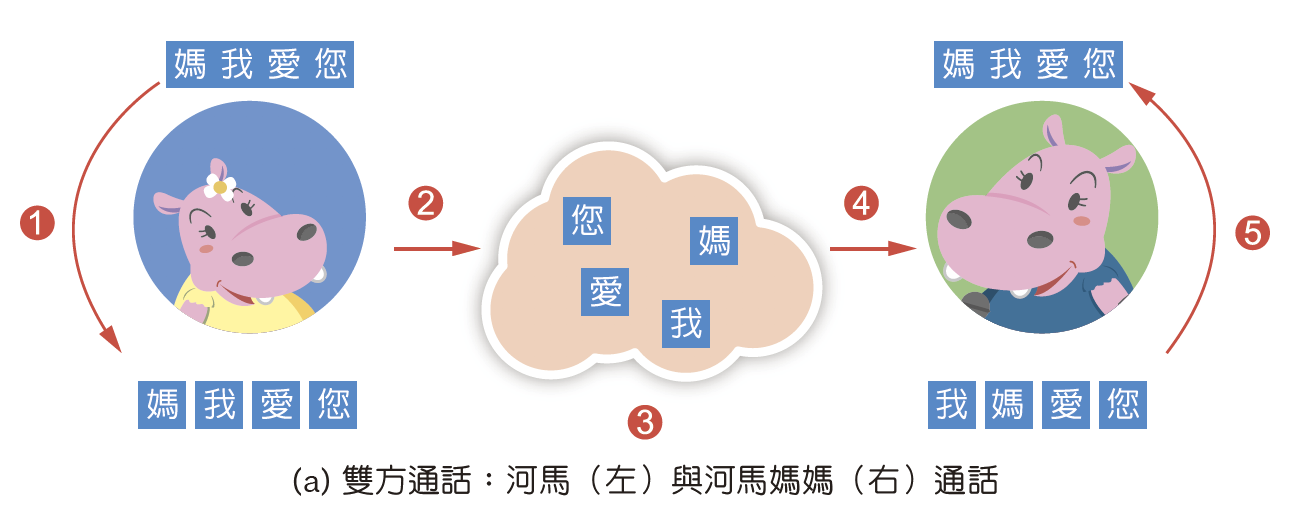 媽我愛您
媽我愛您
1
2
3
4
5
您
媽
愛
我
媽 我 愛 您
我 媽 愛 您
(a) 雙方通話：河馬（左）與河馬媽媽（右）通話